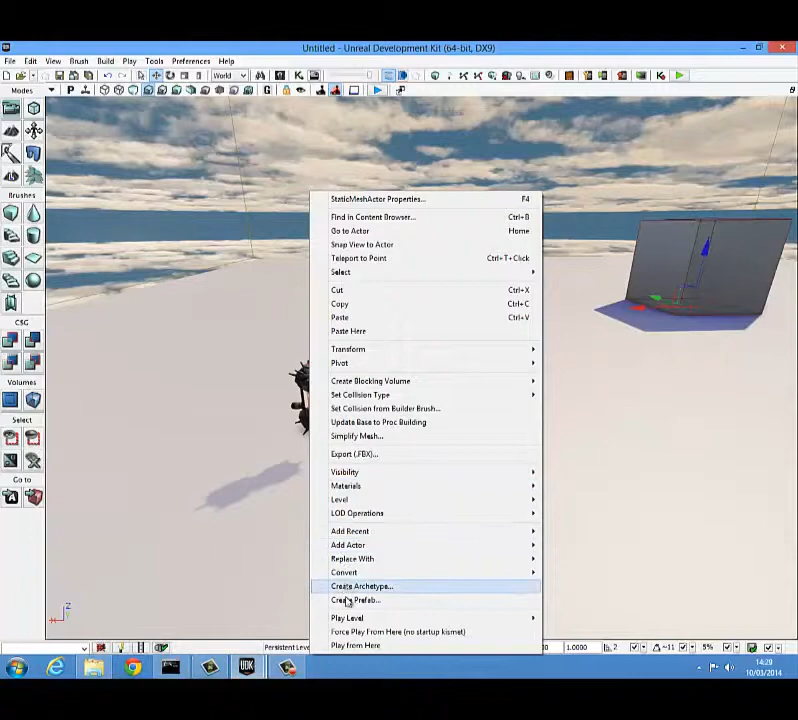 Untitled - Unreal Development Kit (64-bit, DX9)
File Edit View Brush Build Play Tools Preferences Help
World
Modes
P
G
Brushes
CSG
Volumes
Select
Go to
StaticMeshActor Properties... F4
Find in Content Browser... Ctrl+B
Go to Actor Home
Snap View to Actor
Teleport to Point Ctrl+T+Click
Select
Cut Ctrl+X
Copy Ctrl+C
Paste Ctrl+V
Paste Here
Transform
Pivot
Create Blocking Volume
Set Collision Type
Set Collision from Builder Brush...
Update Base to Proc Building
Simplify Mesh...
Export (.FBX)...
Visibility
Materials
Level
LOD Operations
Add Recent
Add Actor
Replace With
Convert
Create Archetype...
Create Prefab...
Play Level
Force Play From Here (no startup kismet)
Play from Here
Z
Persistent Leve
1.0000
2
~11
5%
UDK
14:29
10/03/2014